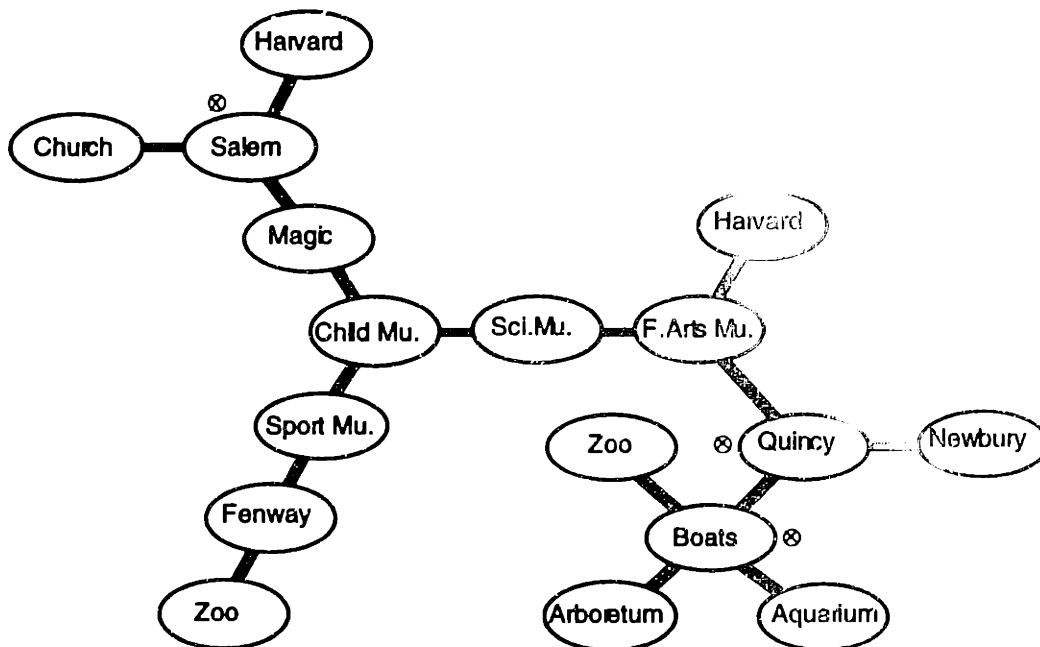 Harvard
Church
Salem
Magic
Harvard
Child Mu.
Sci.Mu.
F.Arts Mu.
Sport Mu.
Zoo
Quincy
Newbury
Fenway
Boats
Zoo
Arboretum
Aquarium